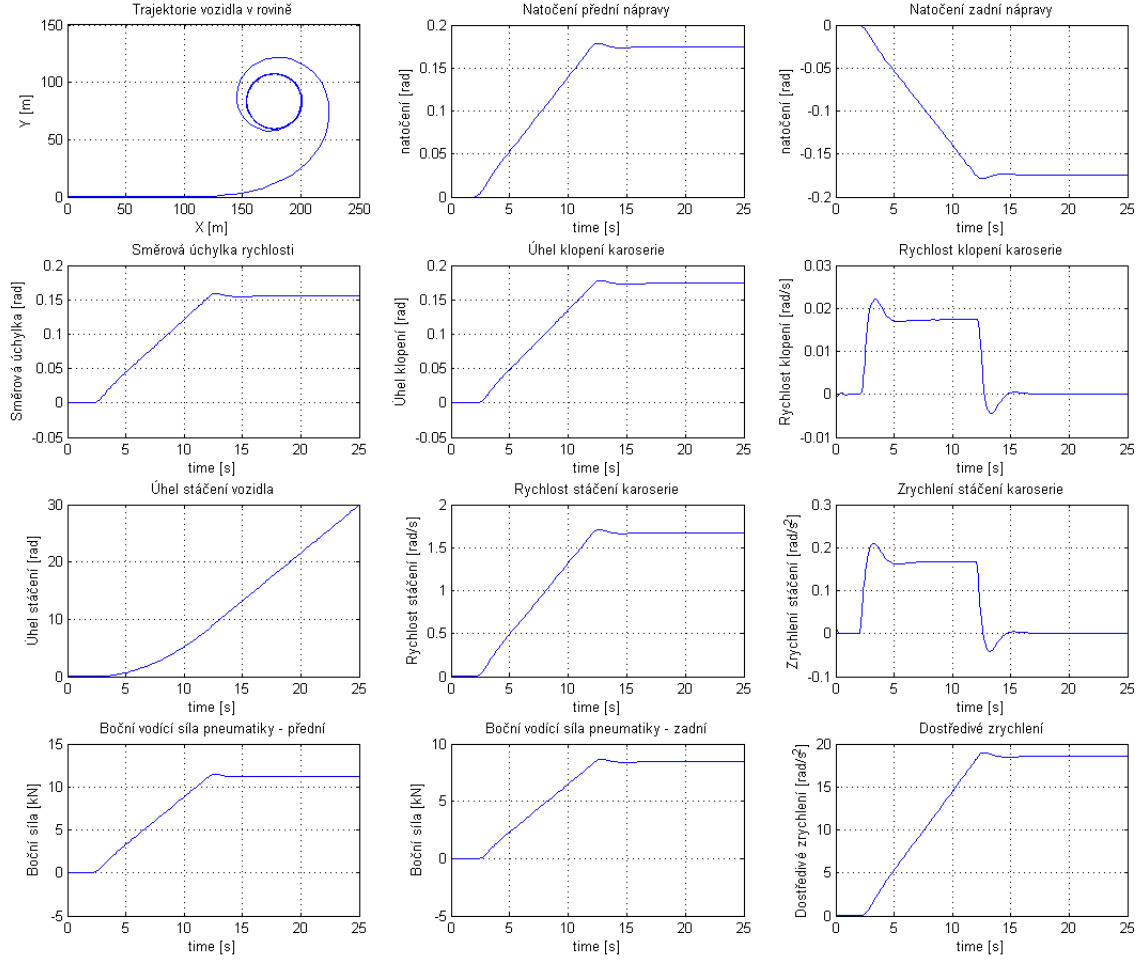 Trajektorie vozidla v rovině
150
100
50
0
Y [m]
0 50 100 150 200 250
X [m]
Natočení přední nápravy
0.2
0.15
0.1
0.05
0
natočení [rad]
0 5 10 15 20 25
time [s]
Natočení zadní nápravy
0
-0.05
-0.1
-0.15
-0.2
natočení [rad]
0 5 10 15 20 25
time [s]
Směrová úchylka rychlosti
0.2
0.15
0.1
0.05
0
-0.05
Směrová úchylka [rad]
0 5 10 15 20 25
time [s]
Úhel klopení karoserie
0.2
0.15
0.1
0.05
0
-0.05
Úhel klopení [rad]
0 5 10 15 20 25
time [s]
Rychlost klopení karoserie
0.03
0.02
0.01
0
-0.01
Rychlost klopení [rad/s]
0 5 10 15 20 25
time [s]
Úhel stáčení vozidla
30
20
10
0
Úhel stáčení [rad]
0 5 10 15 20 25
time [s]
Rychlost stáčení karoserie
2
1.5
1
0.5
0
Rychlost stáčení [rad/s]
0 5 10 15 20 25
time [s]
Zrychlení stáčení karoserie
0.3
0.2
0.1
0
-0.1
Zrychlení stáčení [rad/s²]
0 5 10 15 20 25
time [s]
Boční vodící síla pneumatiky - přední
15
10
5
0
-5
Boční síla [kN]
0 5 10 15 20 25
time [s]
Boční vodící síla pneumatiky - zadní
10
5
0
-5
Boční síla [kN]
0 5 10 15 20 25
time [s]
Dostředivé zrychlení
20
15
10
5
0
Dostředivé zrychlení [rad/s²]
0 5 10 15 20 25
time [s]